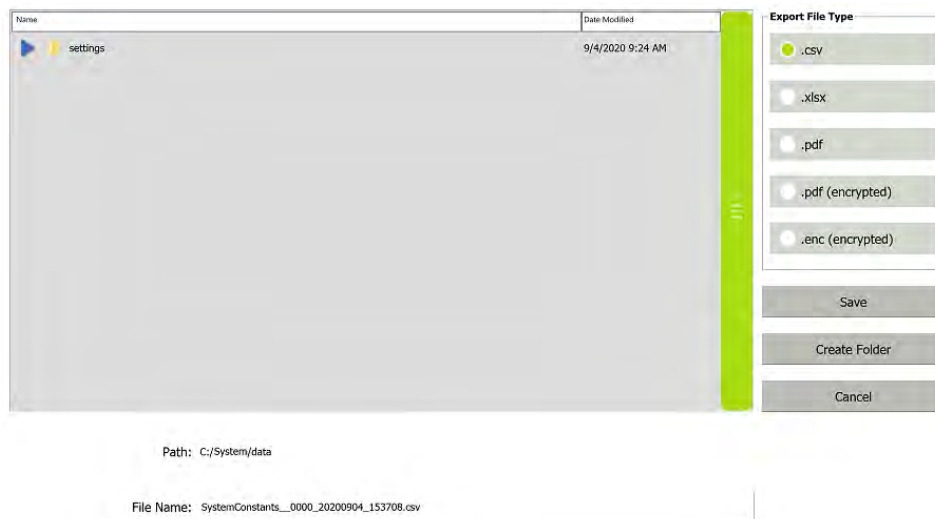 Name Date Modified
settings 9/4/2020 9:24 AM
Export File Type
.csv
.xlsx
.pdf
.pdf (encrypted)
.enc (encrypted)
Save
Create Folder
Cancel
Path: C:/System/data
File Name: SystemConstants__0000_20200904_153708.csv